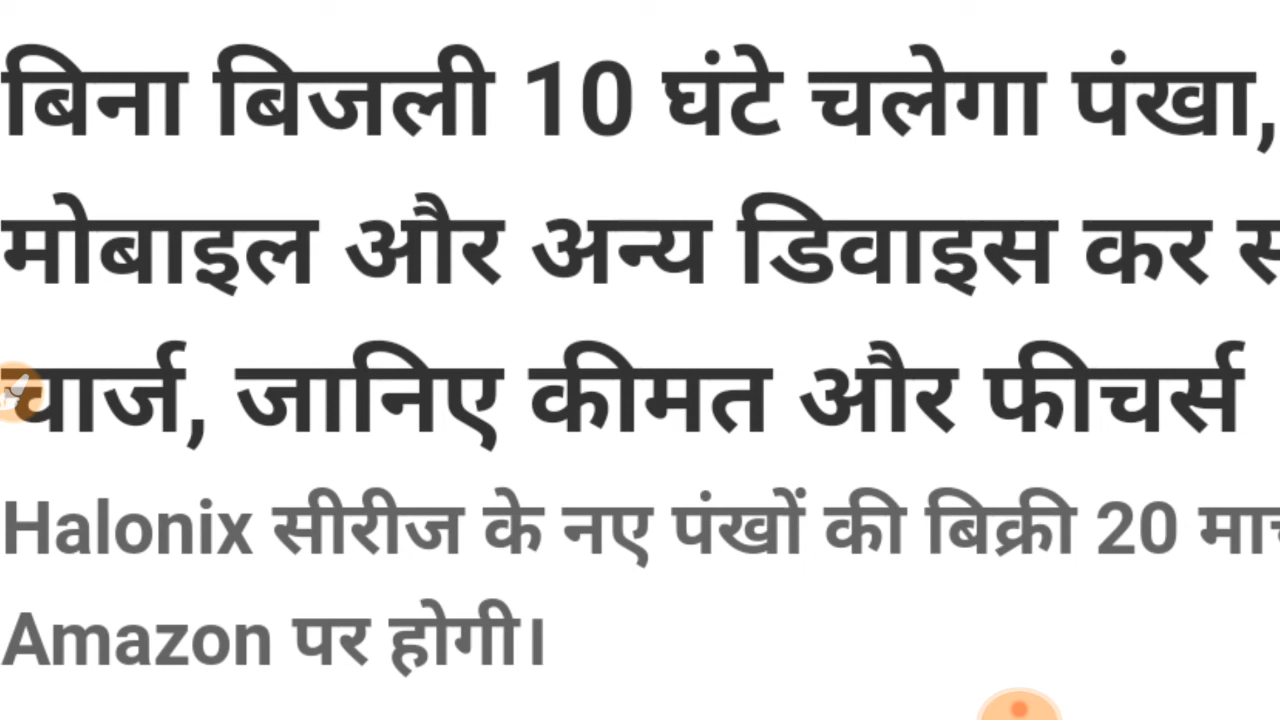 बिना बिजली 10 घंटे चलेगा पंखा,
मोबाइल और अन्य डिवाइस कर
चार्ज, जानिए कीमत और फीचर्स
Halonix सीरीज के नए पंखों की बिक्री 20
Amazon पर होगी।